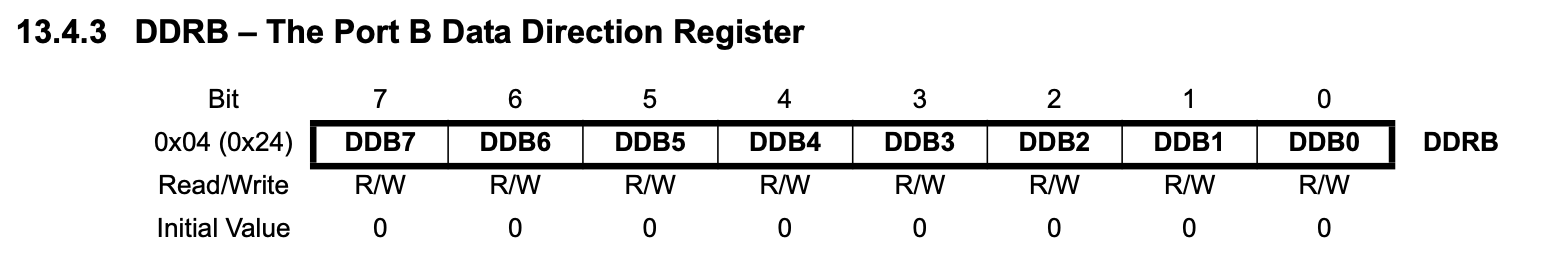 13.4.3 DDRB – The Port B Data Direction Register
Bit 7 6 5 4 3 2 1 0
0x04 (0x24) DDB7 DDB6 DDB5 DDB4 DDB3 DDB2 DDB1 DDB0 DDRB
Read/Write R/W R/W R/W R/W R/W R/W R/W R/W
Initial Value 0 0 0 0 0 0 0 0